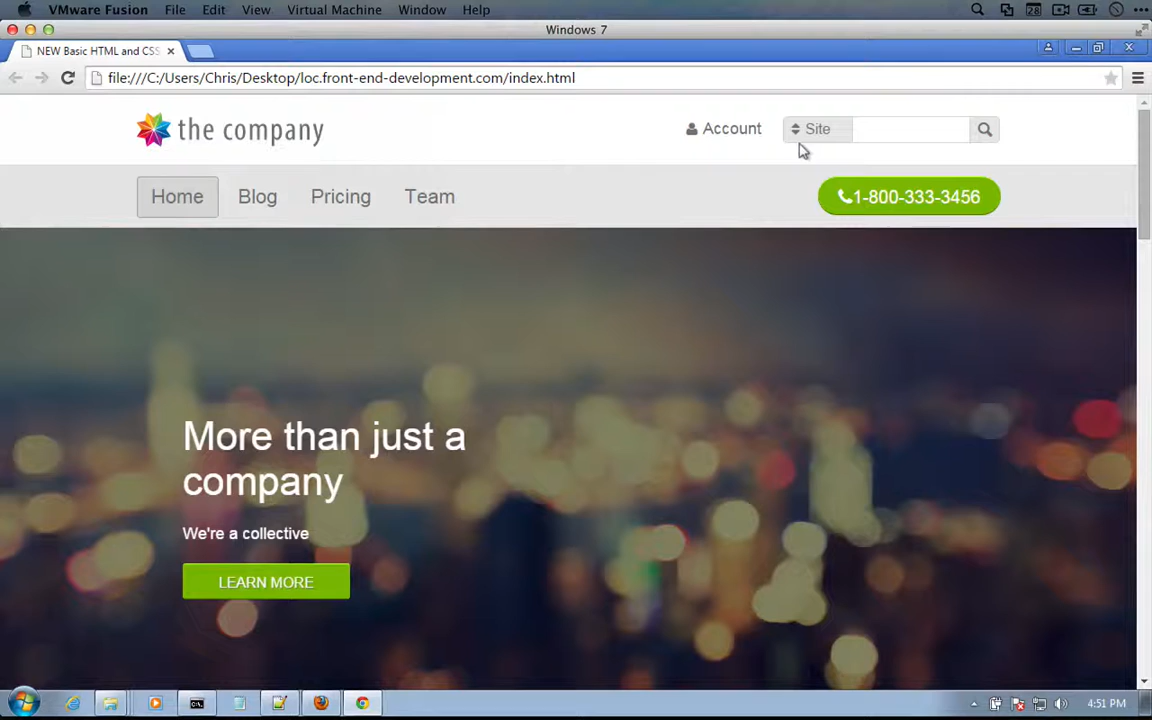 VMware Fusion File Edit View Virtual Machine Window Help
28
Windows 7
NEW Basic HTML and CSS
file:///C:/Users/Chris/Desktop/loc.front-end-development.com/index.html
the company
Account
Site
Home Blog Pricing Team
1-800-333-3456
More than just a
company
We're a collective
LEARN MORE
4:51 PM